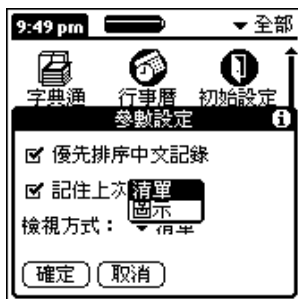 9:49 pm
全部
字典通 行事曆 初始設定
參數設定
優先排序中文記錄
記住上次
清單
圖示
檢視方式：
確定 取消